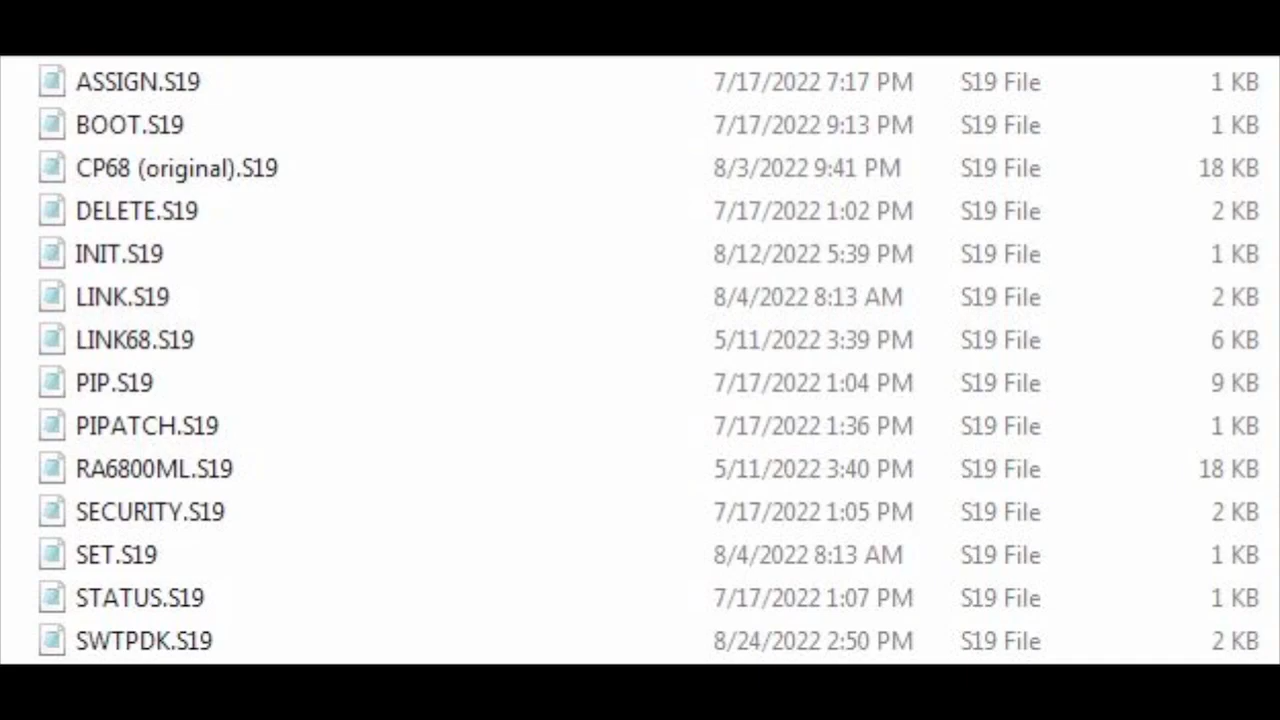 ASSIGN.S19 7/17/2022 7:17 PM S19 File 1 KB
BOOT.S19 7/17/2022 9:13 PM S19 File 1 KB
CP68 (original).S19 8/3/2022 9:41 PM S19 File 18 KB
DELETE.S19 7/17/2022 1:02 PM S19 File 2 KB
INIT.S19 8/12/2022 5:39 PM S19 File 1 KB
LINK.S19 8/4/2022 8:13 AM S19 File 2 KB
LINK68.S19 5/11/2022 3:39 PM S19 File 6 KB
PIP.S19 7/17/2022 1:04 PM S19 File 9 KB
PIPATCH.S19 7/17/2022 1:36 PM S19 File 1 KB
RA6800ML.S19 5/11/2022 3:40 PM S19 File 18 KB
SECURITY.S19 7/17/2022 1:05 PM S19 File 2 KB
SET.S19 8/4/2022 8:13 AM S19 File 1 KB
STATUS.S19 7/17/2022 1:07 PM S19 File 1 KB
SWTPDK.S19 8/24/2022 2:50 PM S19 File 2 KB